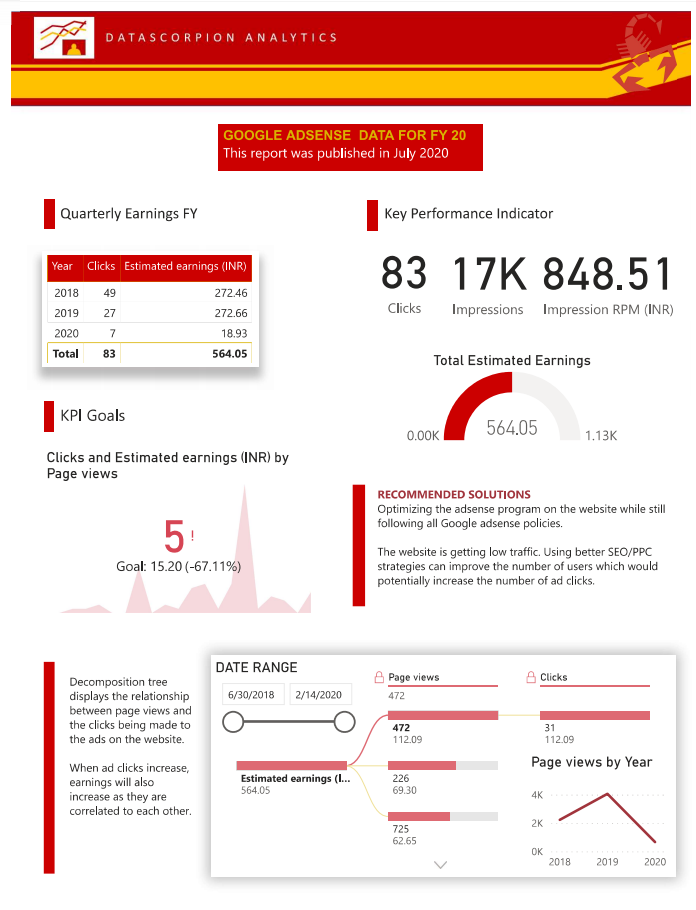 DATASCORPION ANALYTICS
GOOGLE ADSENSE DATA FOR FY 20
This report was published in July 2020
Quarterly Earnings FY
Year Clicks Estimated earnings (INR)
2018 49 272.46
2019 27 272.66
2020 7 18.93
Total 83 564.05
Key Performance Indicator
83 17K 848.51
Clicks Impressions Impression RPM (INR)
Total Estimated Earnings
564.05
0.00K 1.13K
KPI Goals
Clicks and Estimated earnings (INR) by
Page views
5!
Goal: 15.20 (-67.11%)
RECOMMENDED SOLUTIONS
Optimizing the adsense program on the website while still
following all Google adsense policies.
The website is getting low traffic. Using better SEO/PPC
strategies can improve the number of users which would
potentially increase the number of ad clicks.
Decomposition tree
displays the relationship
between page views and
the clicks being made to
the ads on the website.
When ad clicks increase,
earnings will also
increase as they are
correlated to each other.
DATE RANGE
6/30/2018 2/14/2020
Estimated earnings (I...
564.05
Page views
472
472
112.09
226
69.30
725
62.65
Clicks
31
112.09
Page views by Year
4K
2K
0K
2018 2019 2020